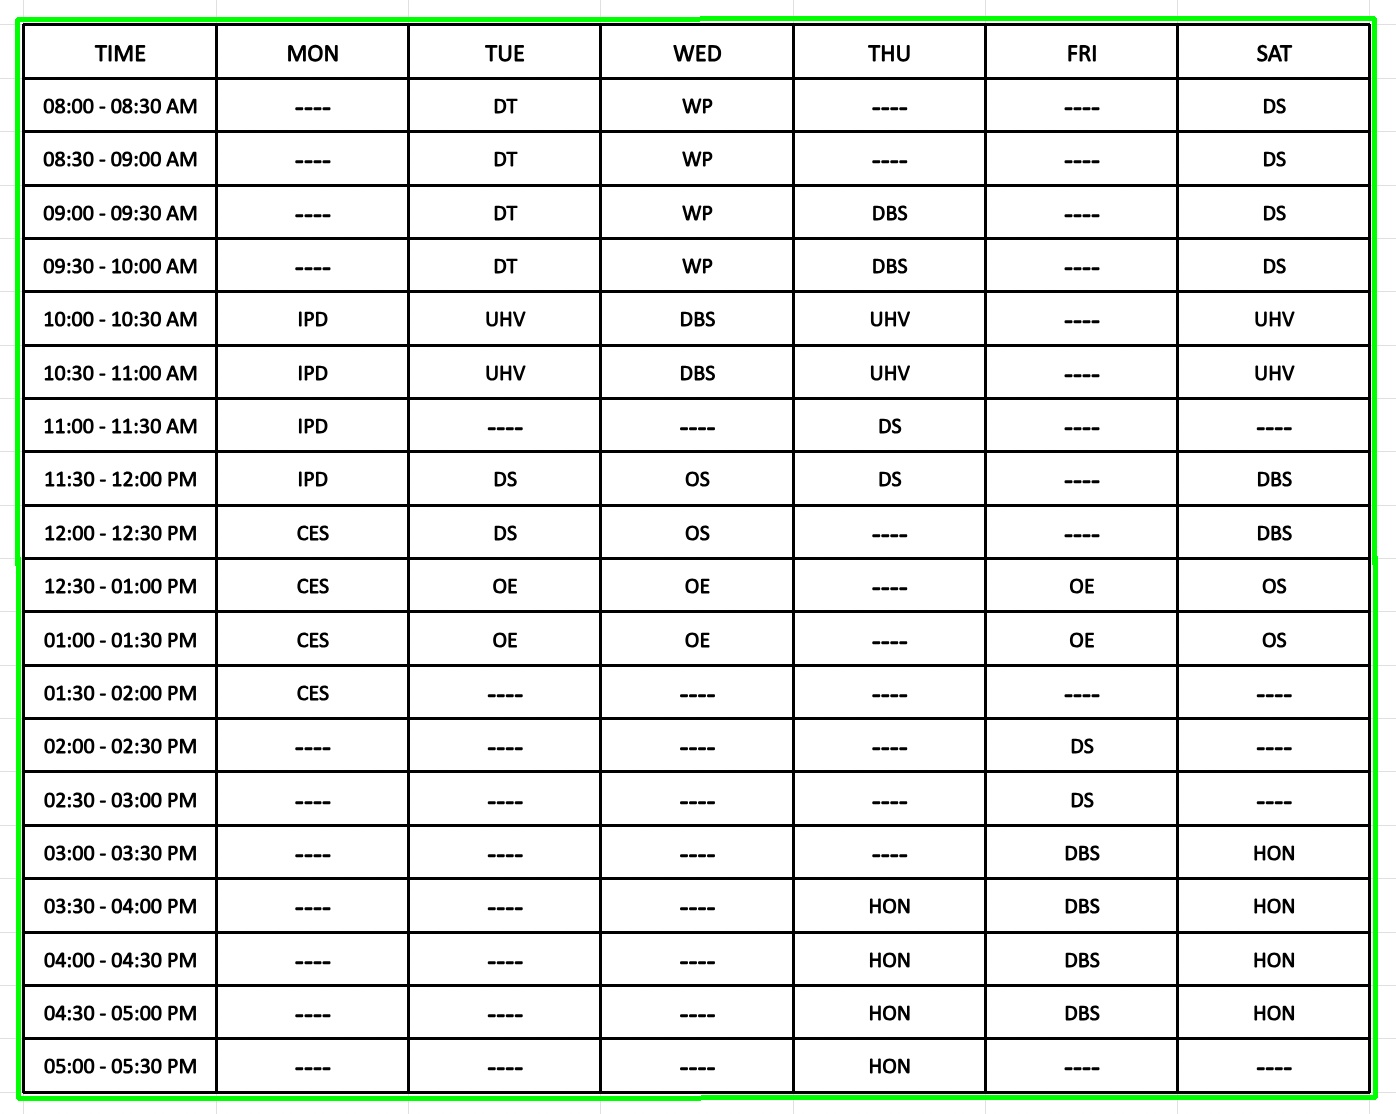 TIME MON TUE WED THU FRI SAT
08:00 - 08:30 AM ---- DT WP ---- ---- DS
08:30 - 09:00 AM ---- DT WP ---- ---- DS
09:00 - 09:30 AM ---- DT WP DBS ---- DS
09:30 - 10:00 AM ---- DT WP DBS ---- DS
10:00 - 10:30 AM IPD UHV DBS UHV ---- UHV
10:30 - 11:00 AM IPD UHV DBS UHV ---- UHV
11:00 - 11:30 AM IPD ---- ---- DS ---- ----
11:30 - 12:00 PM IPD DS OS DS ---- DBS
12:00 - 12:30 PM CES DS OS ---- ---- DBS
12:30 - 01:00 PM CES OE OE ---- OE OS
01:00 - 01:30 PM CES OE OE ---- OE OS
01:30 - 02:00 PM CES ---- ---- ---- ---- ----
02:00 - 02:30 PM ---- ---- ---- ---- DS ----
02:30 - 03:00 PM ---- ---- ---- ---- DS ----
03:00 - 03:30 PM ---- ---- ---- ---- DBS HON
03:30 - 04:00 PM ---- ---- ---- HON DBS HON
04:00 - 04:30 PM ---- ---- ---- HON DBS HON
04:30 - 05:00 PM ---- ---- ---- HON DBS HON
05:00 - 05:30 PM ---- ---- ---- HON ---- ----